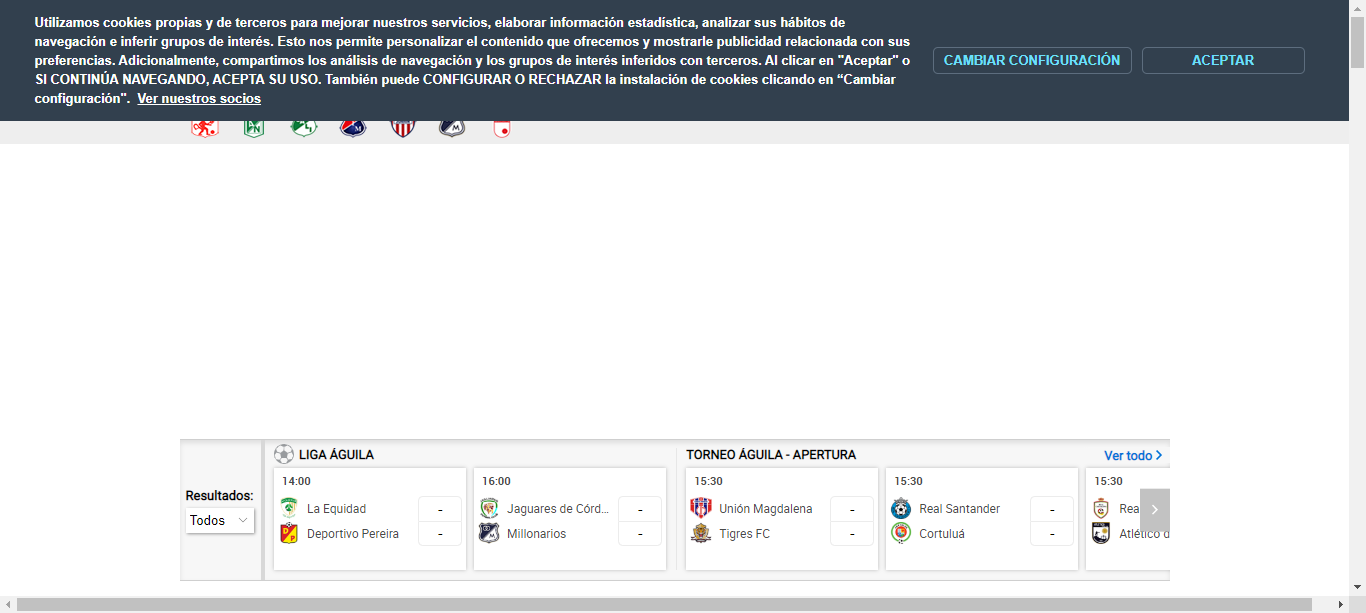 Utilizamos cookies propias y de terceros para mejorar nuestros servicios, elaborar información estadística, analizar sus hábitos de
navegación e inferir grupos de interés. Esto nos permite personalizar el contenido que ofrecemos y mostrarle publicidad relacionada con sus
preferencias. Adicionalmente, compartimos los análisis de navegación y los grupos de interés inferidos con terceros. Al clicar en "Aceptar" o
SI CONTINÚA NAVEGANDO, ACEPTA SU USO. También puede CONFIGURAR O RECHAZAR la instalación de cookies clicando en “Cambiar
configuración". Ver nuestros socios
CAMBIAR CONFIGURACIÓN
ACEPTAR
Resultados:
Todos
LIGA ÁGUILA
14:00
La Equidad -
Deportivo Pereira -
16:00
Jaguares de Córd... -
Millonarios -
TORNEO ÁGUILA - APERTURA
Ver todo
15:30
Unión Magdalena -
Tigres FC -
15:30
Real Santander -
Cortuluá -
15:30
Rea
Atlético d